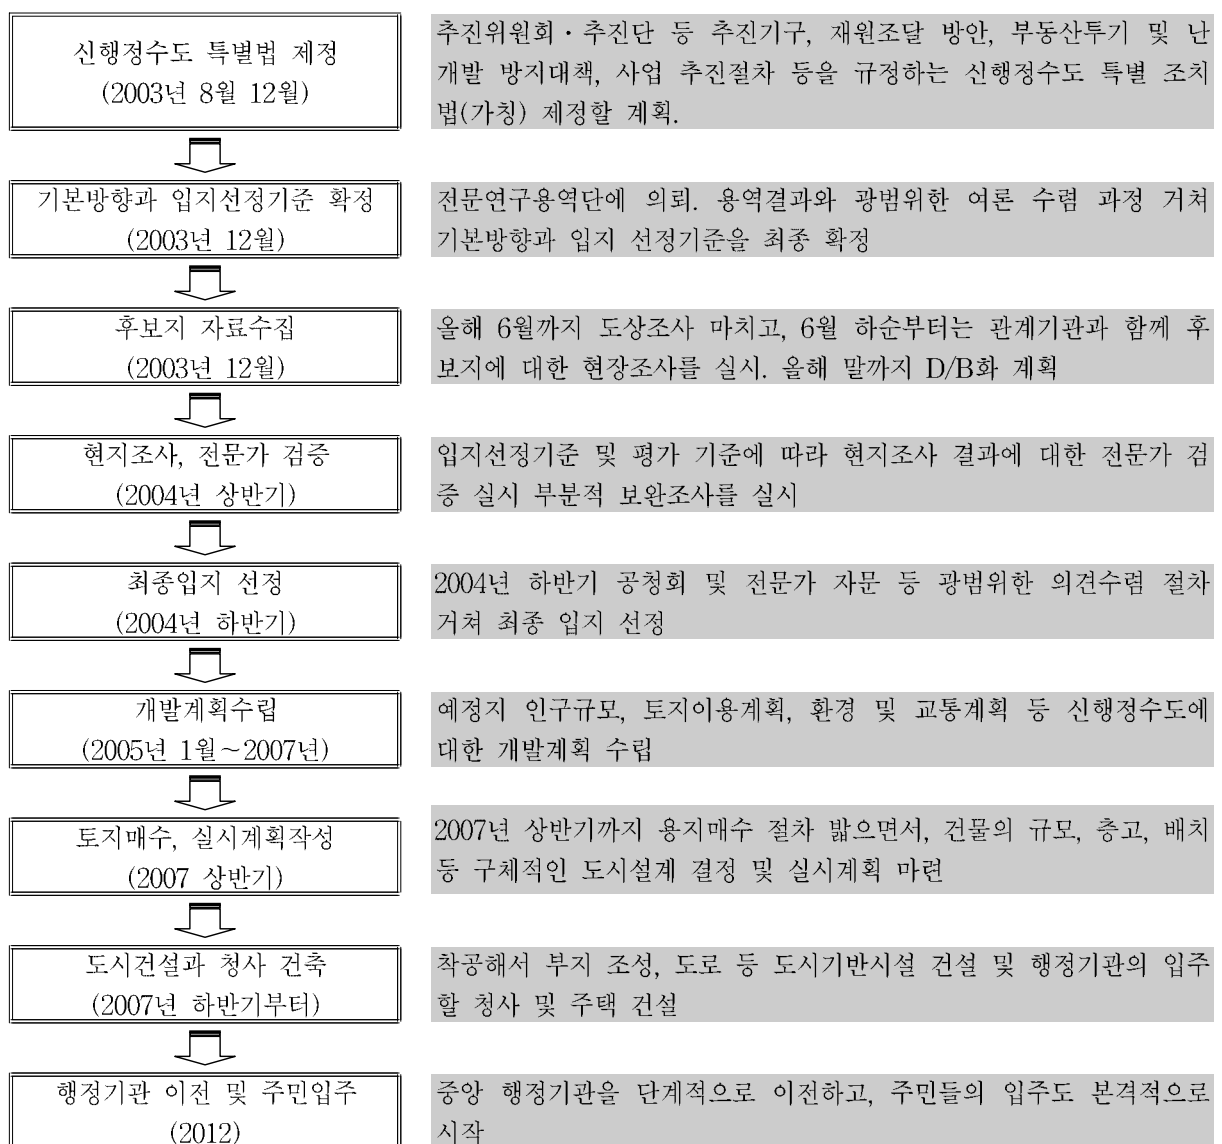 신행정수도 특별법 제정
(2003년 8월 12월)
추진위원회・추진단 등 추진기구, 재원조달 방안, 부동산투기 및 난
개발 방지대책, 사업 추진절차 등을 규정하는 신행정수도 특별 조치
법(가칭) 제정할 계획.
기본방향과 입지선정기준 확정
(2003년 12월)
전문연구용역단에 의뢰. 용역결과와 광범위한 여론 수렴 과정 거쳐
기본방향과 입지 선정기준을 최종 확정
후보지 자료수집
(2003년 12월)
올해 6월까지 도상조사 마치고, 6월 하순부터는 관계기관과 함께 후
보지에 대한 현장조사를 실시. 올해 말까지 D/B화 계획
현지조사, 전문가 검증
(2004년 상반기)
입지선정기준 및 평가 기준에 따라 현지조사 결과에 대한 전문가 검
증 실시 부분적 보완조사를 실시
최종입지 선정
(2004년 하반기)
2004년 하반기 공청회 및 전문가 자문 등 광범위한 의견수렴 절차
거쳐 최종 입지 선정
개발계획수립
(2005년 1월~2007년)
예정지 인구규모, 토지이용계획, 환경 및 교통계획 등 신행정수도에
대한 개발계획 수립
토지매수, 실시계획작성
(2007 상반기)
2007년 상반기까지 용지매수 절차 밟으면서, 건물의 규모, 층고, 배치
등 구체적인 도시설계 결정 및 실시계획 마련
도시건설과 청사 건축
(2007년 하반기부터)
착공해서 부지 조성, 도로 등 도시기반시설 건설 및 행정기관의 입주
할 청사 및 주택 건설
행정기관 이전 및 주민입주
(2012)
중앙 행정기관을 단계적으로 이전하고, 주민들의 입주도 본격적으로
시작